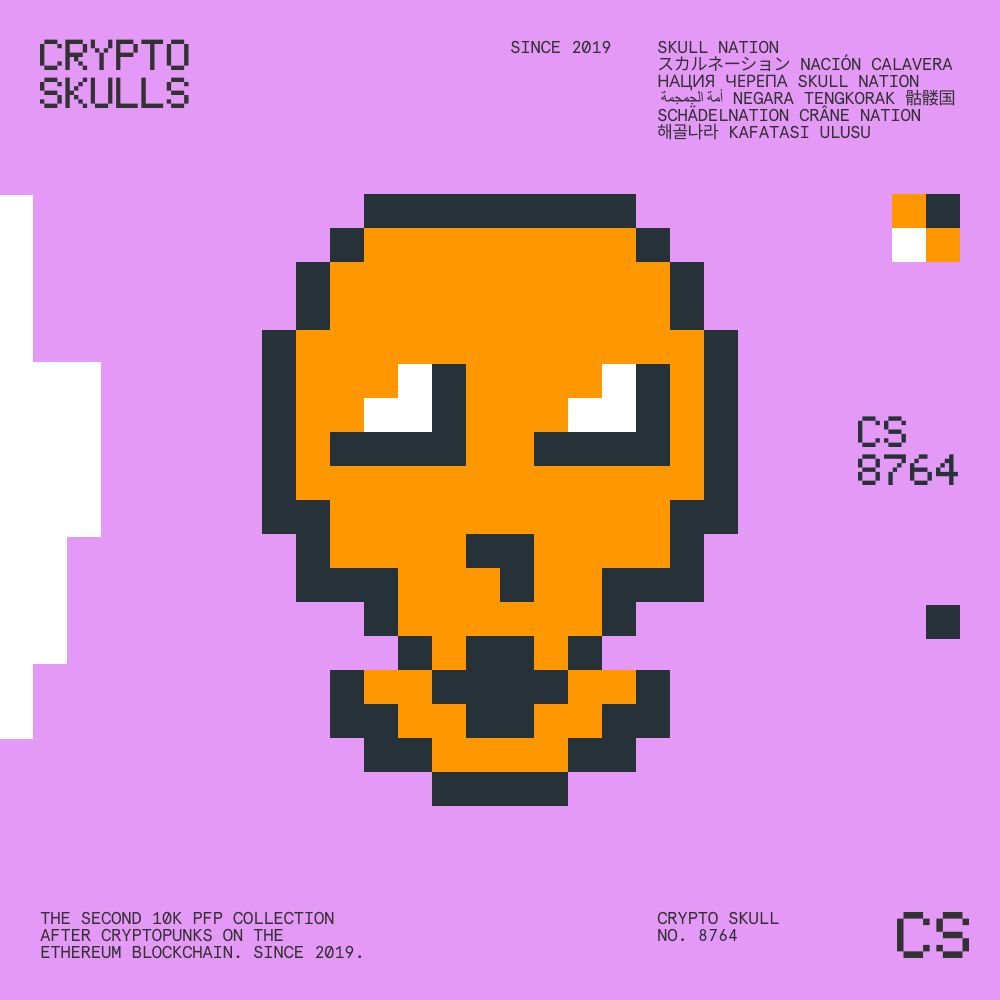 CRYPTO
SKULLS
SINCE 2019
SKULL NATION
スカルネーション NACIÓN CALAVERA
НАЦИЯ ЧЕРЕПА SKULL NATION
أمة الجمجمة NEGARA TENGKORAK 骷髅国
SCHÄDELNATION CRÂNE NATION
해골나라 KAFATASI ULUSU
CS
8764
THE SECOND 10K PFP COLLECTION
AFTER CRYPTOPUNKS ON THE
ETHEREUM BLOCKCHAIN. SINCE 2019.
CRYPTO SKULL
NO. 8764
CS